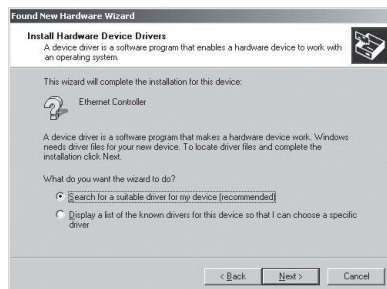 Found New Hardware Wizard
Install Hardware Device Drivers
A device driver is a software program that enables a hardware device to work with
an operating system.
This wizard will complete the installation for this device:
Ethernet Controller
A device driver is a software program that makes a hardware device work. Windows
needs driver files for your new device. To locate driver files and complete the
installation click Next.
What do you want the wizard to do?
Search for a suitable driver for my device (recommended)
Display a list of the known drivers for this device so that I can choose a specific
driver
< Back Next > Cancel